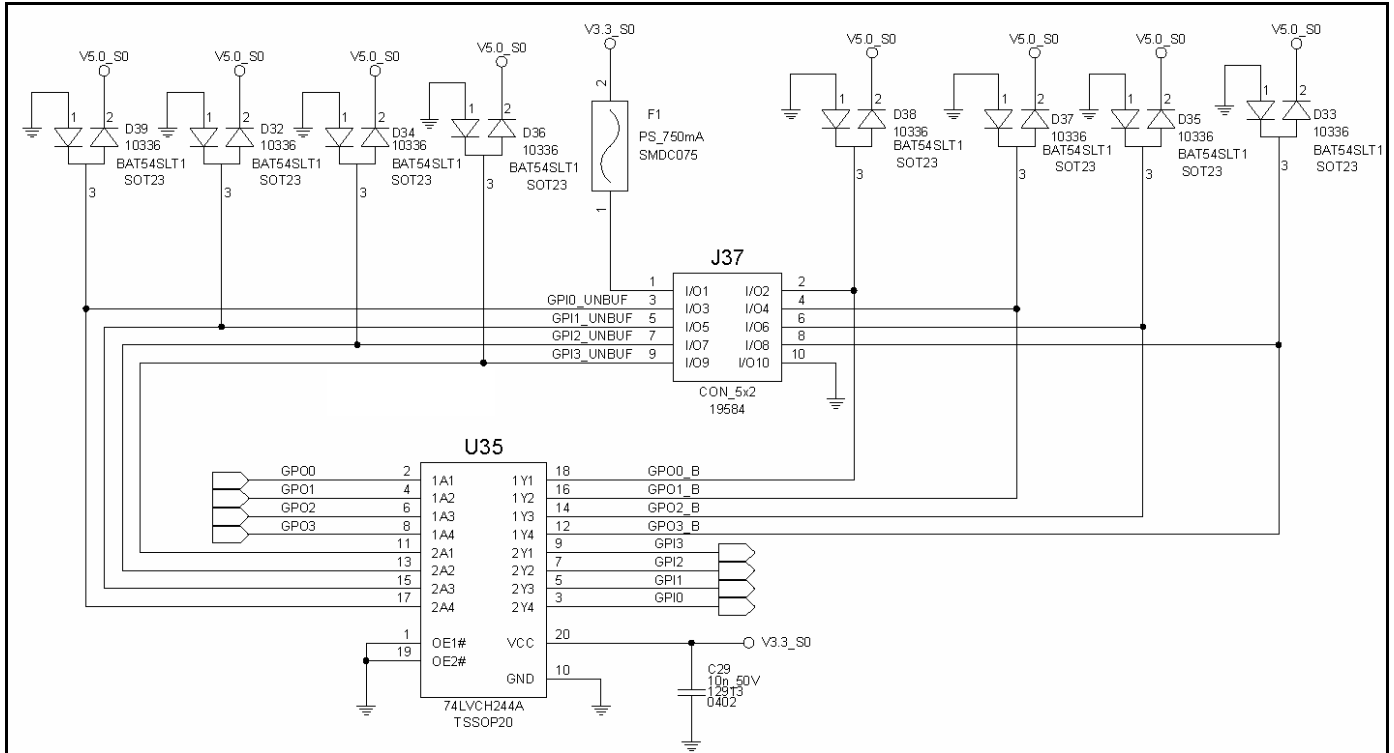 V5.0_S0
1
2
D39
10336
BAT54SLT1
SOT23
3
V5.0_S0
1
2
D32
10336
BAT54SLT1
SOT23
3
V5.0_S0
1
2
D34
10336
BAT54SLT1
SOT23
3
V5.0_S0
1
2
D36
10336
BAT54SLT1
SOT23
3
V3.3_S0
2
F1
PS_750mA
SMDC075
1
V5.0_S0
1
2
D38
10336
BAT54SLT1
SOT23
3
V5.0_S0
1
2
D37
10336
BAT54SLT1
SOT23
3
V5.0_S0
1
2
D35
10336
BAT54SLT1
SOT23
3
V5.0_S0
1
2
D33
10336
BAT54SLT1
SOT23
3
J37
1 I/O1 I/O2 2
GPI0_UNBUF 3 I/O3 I/O4 4
GPI1_UNBUF 5 I/O5 I/O6 6
GPI2_UNBUF 7 I/O7 I/O8 8
GPI3_UNBUF 9 I/O9 I/O10 10
CON_5x2
19584
U35
GPO0 2 1A1 1Y1 18 GPO0_B
GPO1 4 1A2 1Y2 16 GPO1_B
GPO2 6 1A3 1Y3 14 GPO2_B
GPO3 8 1A4 1Y4 12 GPO3_B
11 2A1 2Y1 9 GPI3
13 2A2 2Y2 7 GPI2
15 2A3 2Y3 5 GPI1
17 2A4 2Y4 3 GPI0
1 OE1# VCC 20 V3.3_S0
19 OE2#
GND 10
74LVCH244A
TSSOP20
C29
10n_50V
12913
0402